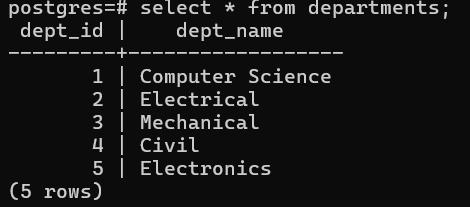 postgres=# select * from departments;
 dept_id |    dept_name
---------+------------------
       1 | Computer Science
       2 | Electrical
       3 | Mechanical
       4 | Civil
       5 | Electronics
(5 rows)